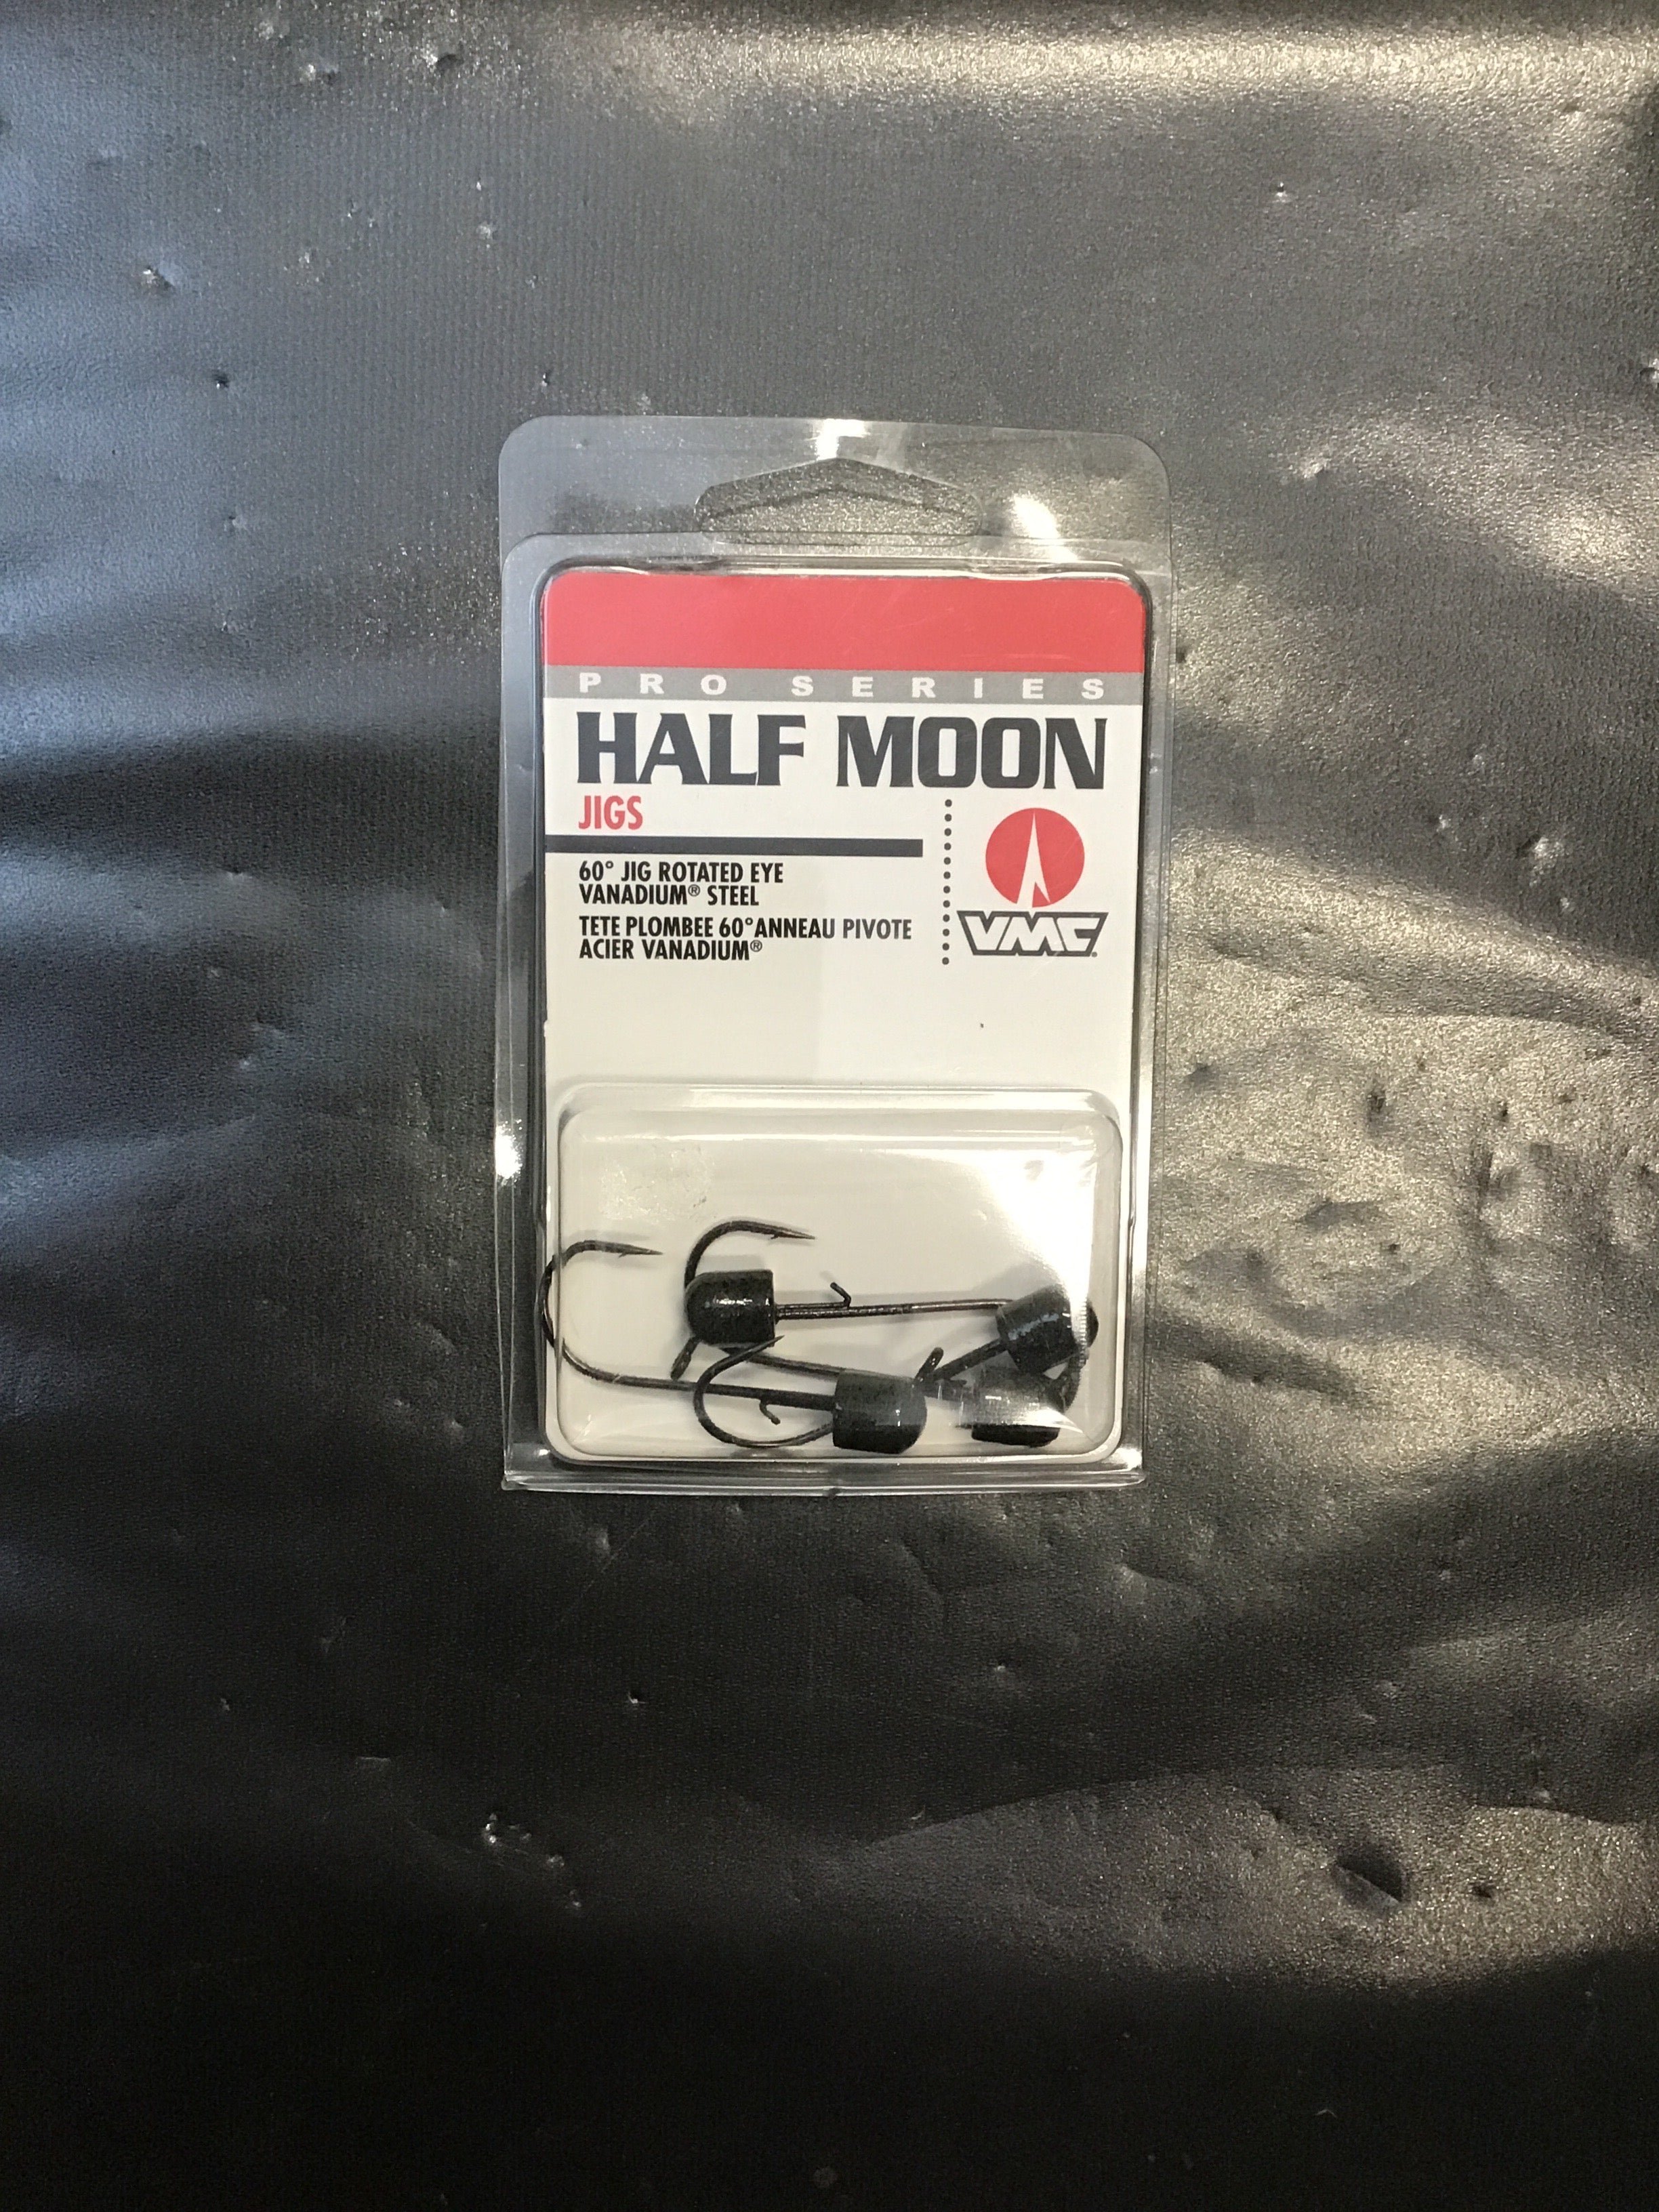 PRO SERIES
HALF MOON
JIGS
60° JIG ROTATED EYE
VANADIUM® STEEL
TETE PLOMBEE 60° ANNEAU PIVOTE
ACIER VANADIUM®
VMC